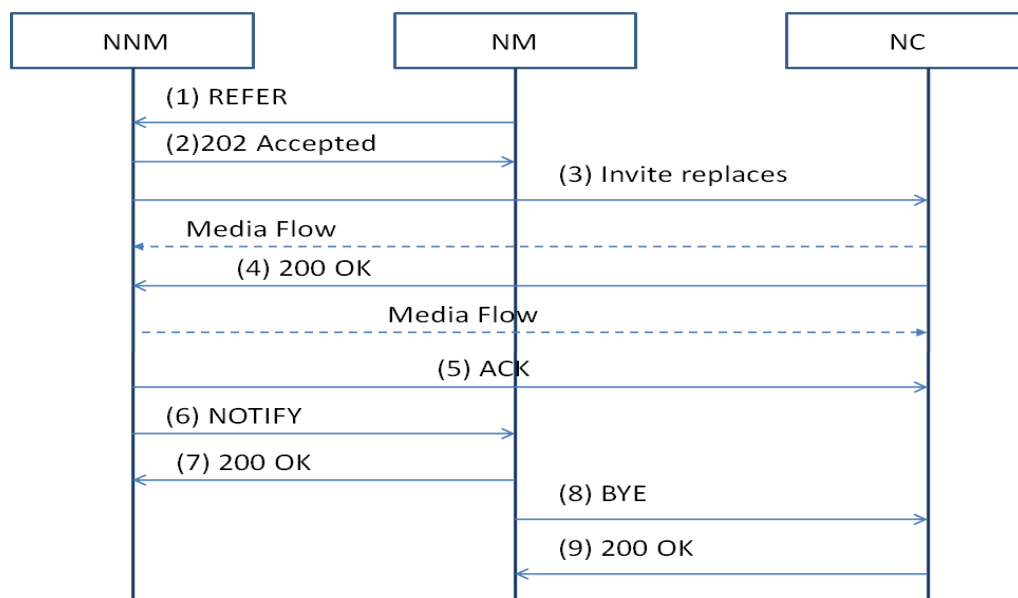 NNM
NM
NC
(1) REFER
(2)202 Accepted
(3) Invite replaces
Media Flow
(4) 200 OK
Media Flow
(5) ACK
(6) NOTIFY
(7) 200 OK
(8) BYE
(9) 200 OK